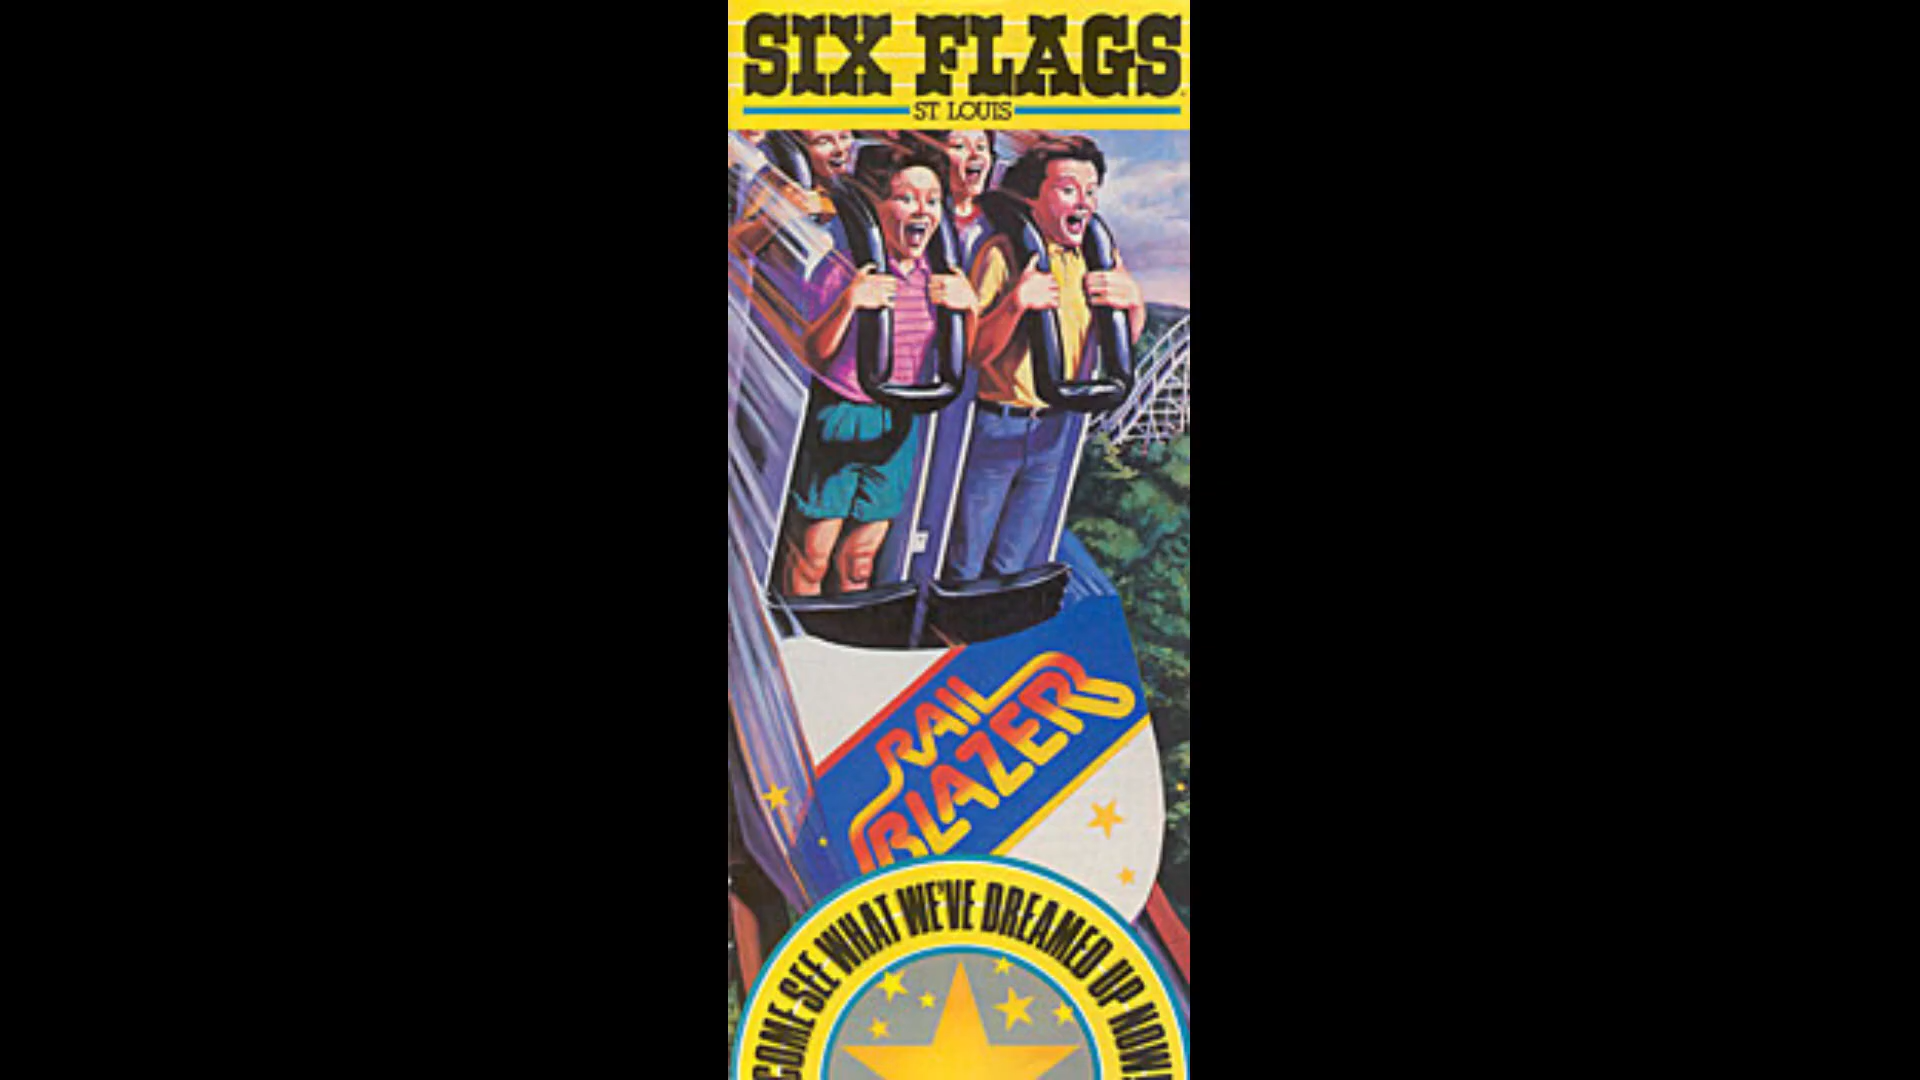 SIX FLAGS
ST. LOUIS
RAIL
BLAZER
COME SEE WHAT WE'VE DREAMED UP NOW!